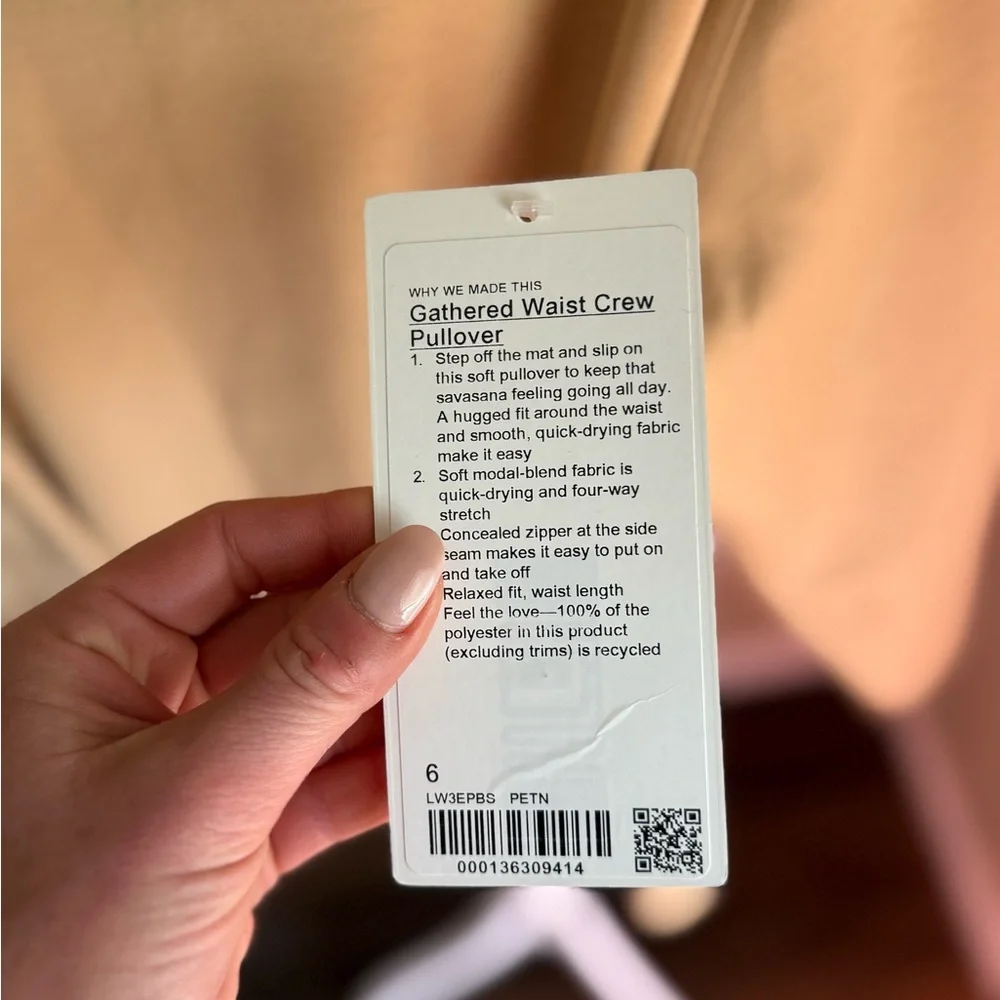 WHY WE MADE THIS
Gathered Waist Crew
Pullover
1. Step off the mat and slip on
this soft pullover to keep that
savasana feeling going all day.
A hugged fit around the waist
and smooth, quick-drying fabric
make it easy
2. Soft modal-blend fabric is
quick-drying and four-way
stretch
Concealed zipper at the side
seam makes it easy to put on
and take off
Relaxed fit, waist length
Feel the love—100% of the
polyester in this product
(excluding trims) is recycled
6
LW3EPBS PETN
000136309414